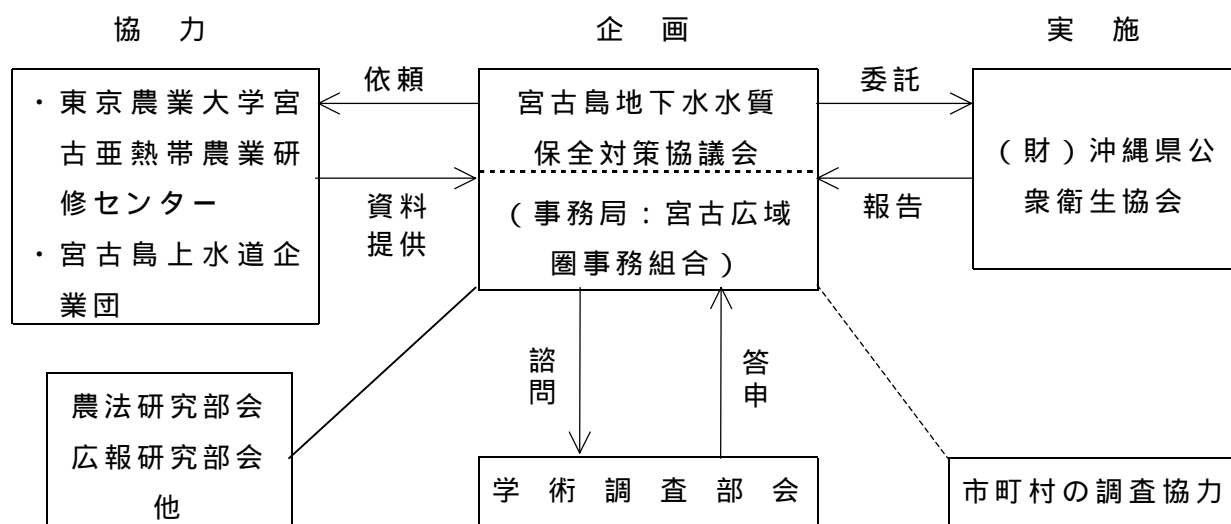 協 力
企 画
実 施
・東京農業大学宮
古亜熱帯農業研
修センター
・宮古島上水道企
業団
依頼
資料
提供
宮古島地下水水質
保全対策協議会
(事務局:宮古広域
圏事務組合)
委託
報告
(財)沖縄県公
衆衛生協会
諮問
答申
農法研究部会
広報研究部会
他
学 術 調 査 部 会
市町村の調査協力